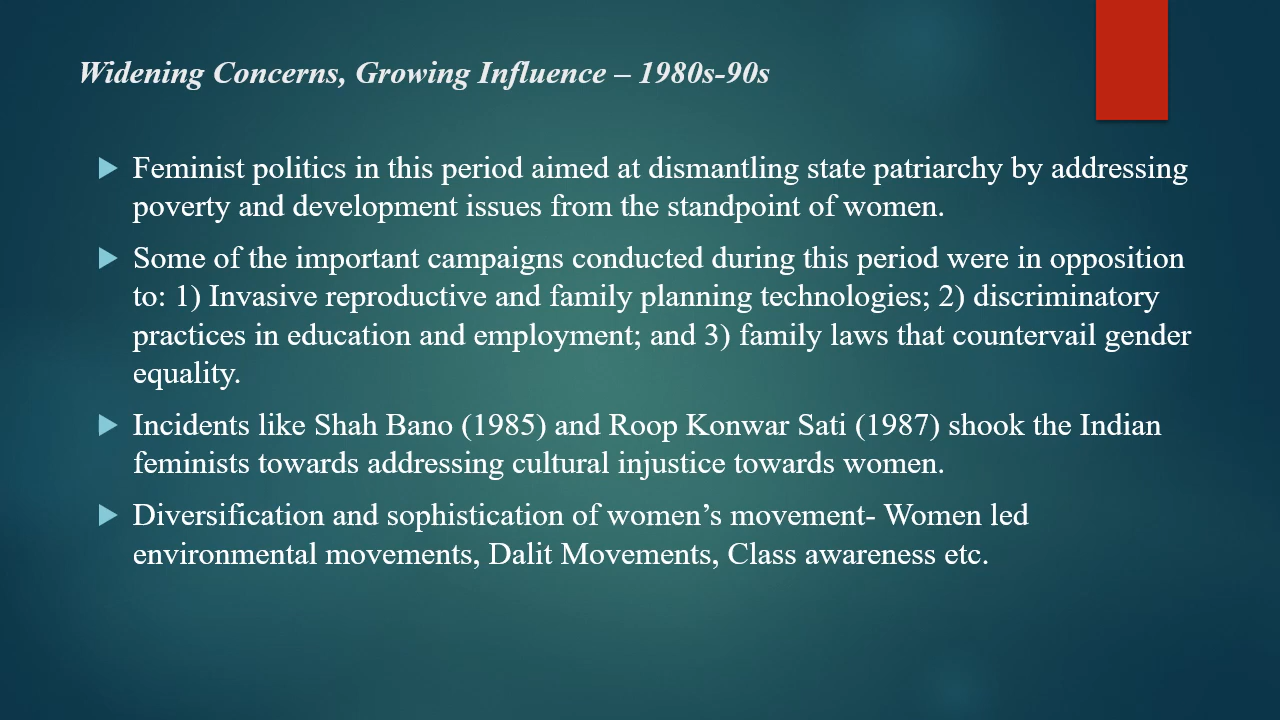 Widening Concerns, Growing Influence – 1980s-90s
Feminist politics in this period aimed at dismantling state patriarchy by addressing
poverty and development issues from the standpoint of women.
Some of the important campaigns conducted during this period were in opposition
to: 1) Invasive reproductive and family planning technologies; 2) discriminatory
practices in education and employment; and 3) family laws that countervail gender
equality.
Incidents like Shah Bano (1985) and Roop Konwar Sati (1987) shook the Indian
feminists towards addressing cultural injustice towards women.
Diversification and sophistication of women’s movement- Women led
environmental movements, Dalit Movements, Class awareness etc.